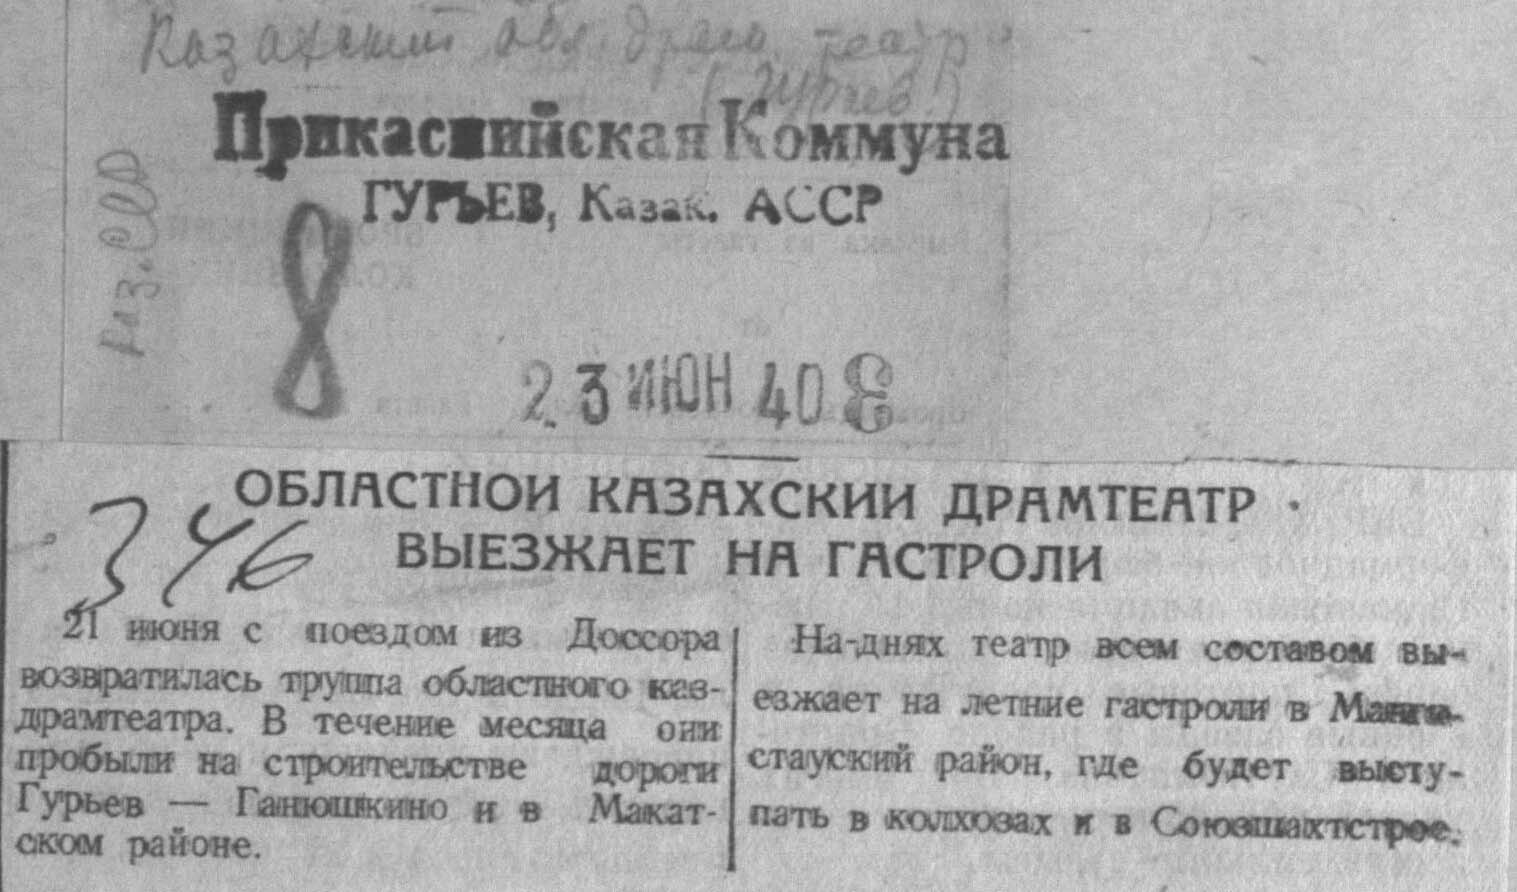 Казахский обл драм театр
(Гурьев)
Прикаспийская Коммуна
ГУРЬЕВ, Казак. АССР
8
23 ИЮН 40 Є
ОБЛАСТНОЙ КАЗАХСКИЙ ДРАМТЕАТР
ВЫЕЗЖАЕТ НА ГАСТРОЛИ
346
21 июня с поездом из Доссора
возвратилась труппа областного каз-
драмтеатра. В течение месяца они
пробыли на строительстве дороги
Гурьев — Ганюшкино и в Макат-
ском районе.
На-днях театр всем составом вы-
езжает на летние гастроли в Манги-
стауский район, где будет высту-
пать в колхозах и в Союзшахтстрое.